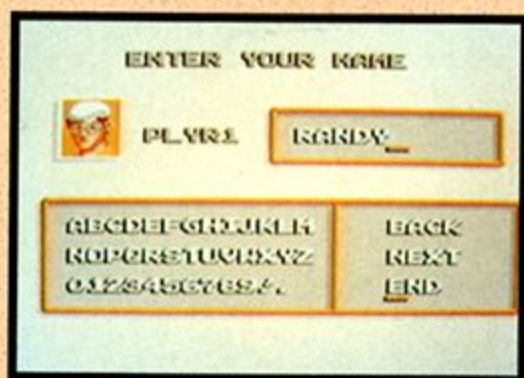 ENTER YOUR NAME
PLYR1 RANDY
ABCDEFGHIJKLM BACK
NOPQRSTUVWXYZ NEXT
0123456789/. END